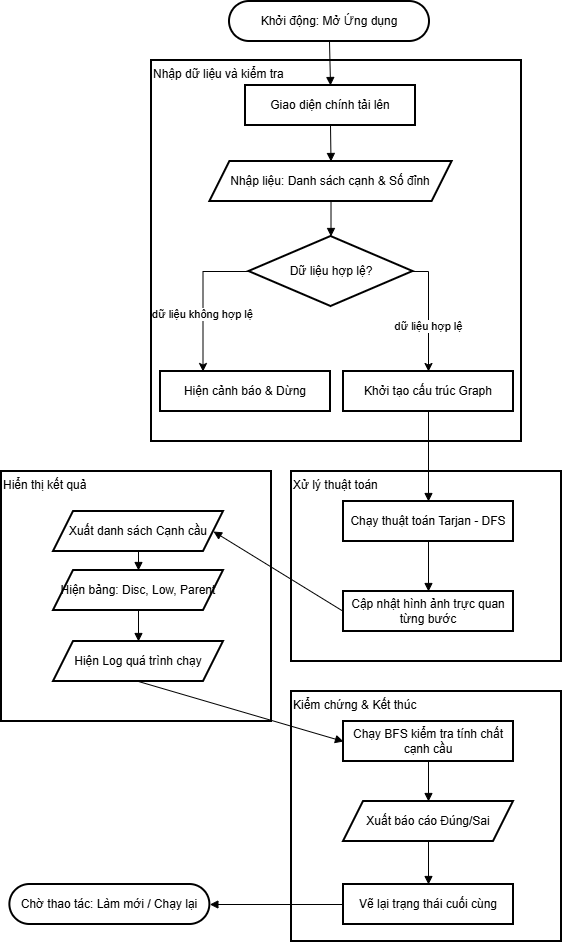 Khởi động: Mở Ứng dụng
Nhập dữ liệu và kiểm tra
Giao diện chính tải lên
Nhập liệu: Danh sách cạnh & Số đỉnh
Dữ liệu hợp lệ?
dữ liệu không hợp lệ
dữ liệu hợp lệ
Hiện cảnh báo & Dừng
Khởi tạo cấu trúc Graph
Xử lý thuật toán
Chạy thuật toán Tarjan - DFS
Cập nhật hình ảnh trực quan
từng bước
Hiển thị kết quả
Xuất danh sách Cạnh cầu
Hiện bảng: Disc, Low, Parent
Hiện Log quá trình chạy
Kiểm chứng & Kết thúc
Chạy BFS kiểm tra tính chất
cạnh cầu
Xuất báo cáo Đúng/Sai
Vẽ lại trạng thái cuối cùng
Chờ thao tác: Làm mới / Chạy lại